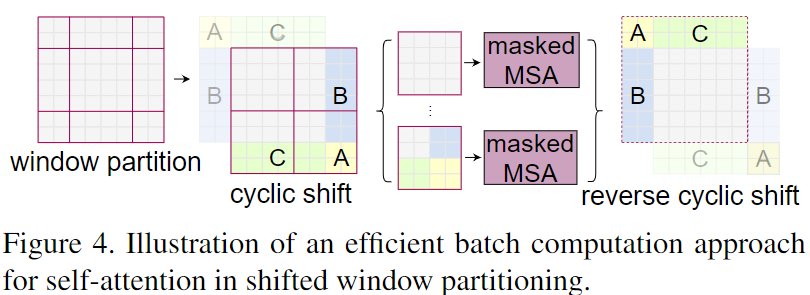 A C
B
window partition
B
C A
cyclic shift
masked
MSA
⋮
masked
MSA
A C
B B
C A
reverse cyclic shift
Figure 4. Illustration of an efficient batch computation approach
for self-attention in shifted window partitioning.